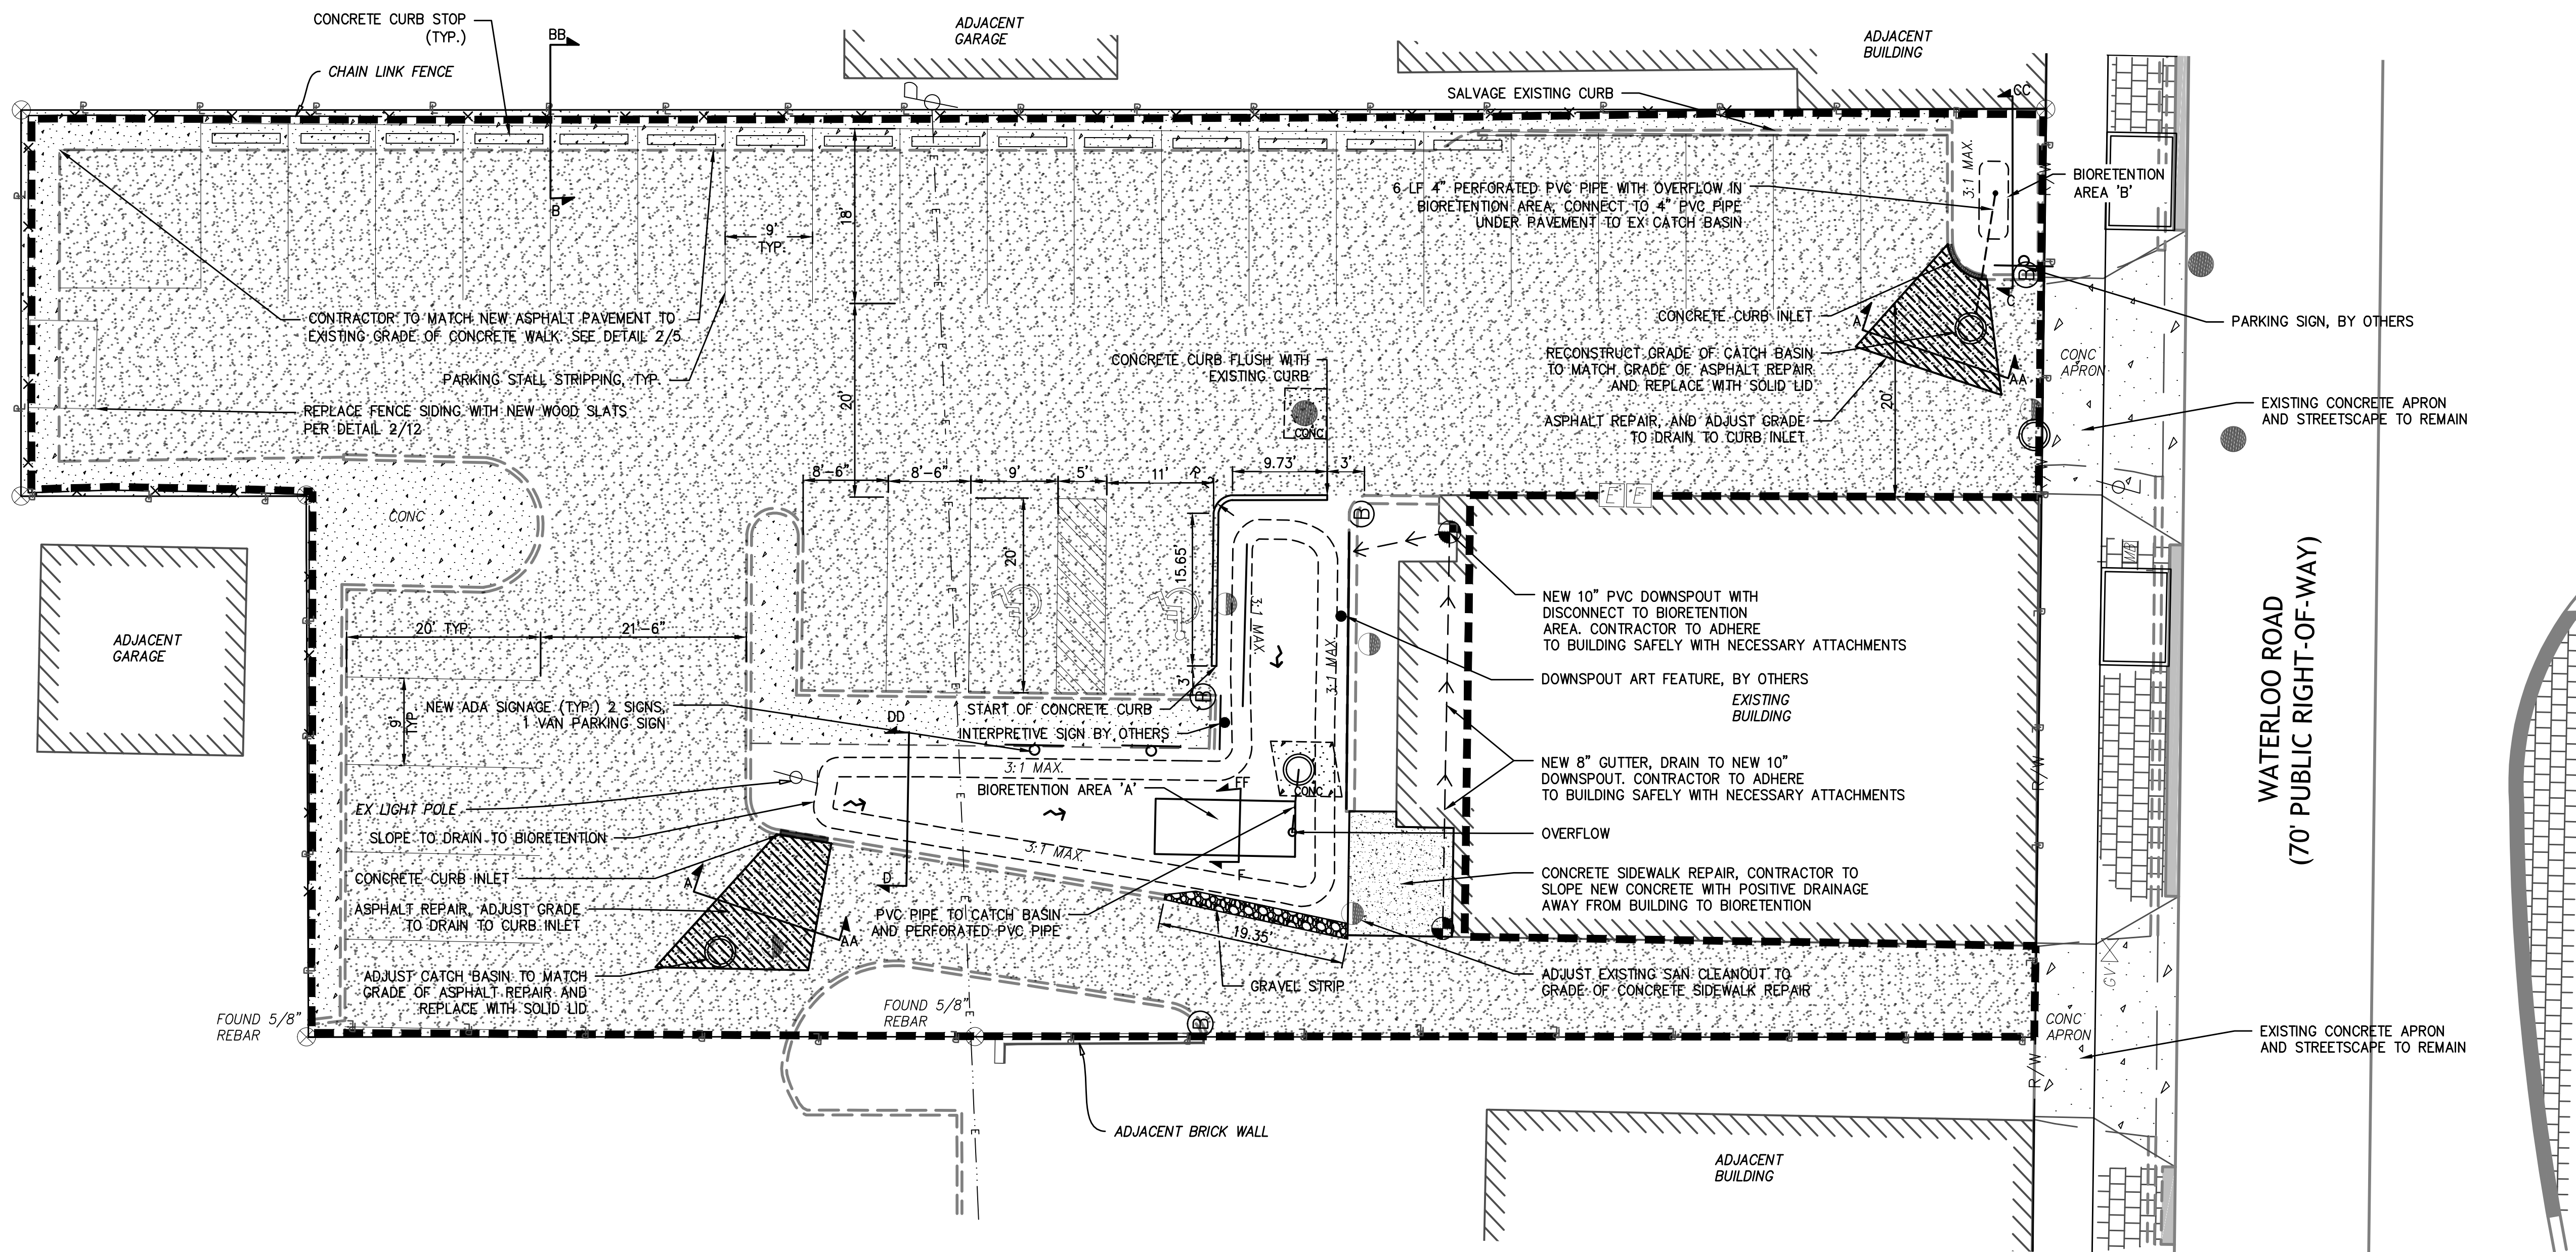 CONCRETE CURB STOP
(TYP.)
CHAIN LINK FENCE
BB
B
ADJACENT
GARAGE
ADJACENT
BUILDING
SALVAGE EXISTING CURB
CC
C
3:1 MAX.
BIORETENTION
AREA 'B'
6 LF 4" PERFORATED PVC PIPE WITH OVERFLOW IN
BIORETENTION AREA, CONNECT TO 4" PVC PIPE
UNDER PAVEMENT TO EX CATCH BASIN
18'
9'
TYP.
CONTRACTOR TO MATCH NEW ASPHALT PAVEMENT TO
EXISTING GRADE OF CONCRETE WALK. SEE DETAIL 2/5
PARKING STALL STRIPPING, TYP.
REPLACE FENCE SIDING WITH NEW WOOD SLATS
PER DETAIL 2/12
CONCRETE CURB FLUSH WITH
EXISTING CURB
CONC
20'
CONCRETE CURB INLET
RECONSTRUCT GRADE OF CATCH BASIN
TO MATCH GRADE OF ASPHALT REPAIR
AND REPLACE WITH SOLID LID
ASPHALT REPAIR, AND ADJUST GRADE
TO DRAIN TO CURB INLET
A
AA
20'
B
PARKING SIGN, BY OTHERS
CONC
APRON
EXISTING CONCRETE APRON
AND STREETSCAPE TO REMAIN
8'-6"
8'-6"
9'
5'
11'
9.73'
3'
E
E
CONC
B
20'
15.65'
3:1 MAX.
3:1 MAX.
3'
B
NEW 10" PVC DOWNSPOUT WITH
DISCONNECT TO BIORETENTION
AREA. CONTRACTOR TO ADHERE
TO BUILDING SAFELY WITH NECESSARY ATTACHMENTS
DOWNSPOUT ART FEATURE, BY OTHERS
EXISTING
BUILDING
ADJACENT
GARAGE
20' TYP.
21'-6"
9'
TYP
NEW ADA SIGNAGE (TYP.) 2 SIGNS,
1 VAN PARKING SIGN
START OF CONCRETE CURB
INTERPRETIVE SIGN BY OTHERS
DD
D
3:1 MAX.
BIORETENTION AREA 'A'
FF
F
CONC
NEW 8" GUTTER, DRAIN TO NEW 10"
DOWNSPOUT. CONTRACTOR TO ADHERE
TO BUILDING SAFELY WITH NECESSARY ATTACHMENTS
WATERLOO ROAD
(70' PUBLIC RIGHT-OF-WAY)
EX LIGHT POLE
SLOPE TO DRAIN TO BIORETENTION
3:1 MAX.
OVERFLOW
CONCRETE CURB INLET
ASPHALT REPAIR, ADJUST GRADE
TO DRAIN TO CURB INLET
A
AA
CONCRETE SIDEWALK REPAIR, CONTRACTOR TO
SLOPE NEW CONCRETE WITH POSITIVE DRAINAGE
AWAY FROM BUILDING TO BIORETENTION
PVC PIPE TO CATCH BASIN
AND PERFORATED PVC PIPE
19.35'
ADJUST CATCH BASIN TO MATCH
GRADE OF ASPHALT REPAIR AND
REPLACE WITH SOLID LID
GRAVEL STRIP
ADJUST EXISTING SAN CLEANOUT TO
GRADE OF CONCRETE SIDEWALK REPAIR
GV
FOUND 5/8"
REBAR
FOUND 5/8"
REBAR
B
CONC
APRON
R/W
R/W
EXISTING CONCRETE APRON
AND STREETSCAPE TO REMAIN
ADJACENT BRICK WALL
ADJACENT
BUILDING